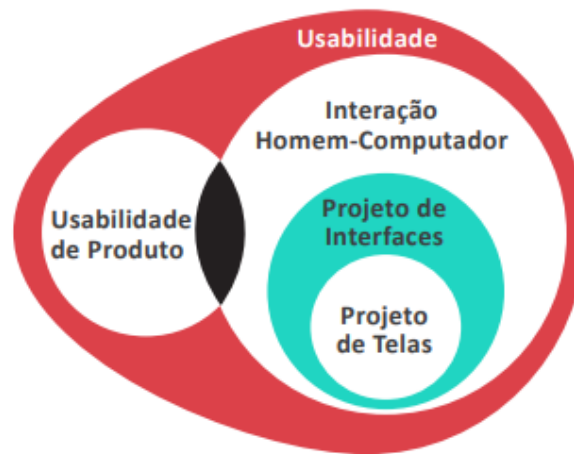 Usabilidade
Interação
Homem-Computador
Usabilidade
de Produto
Projeto de
Interfaces
Projeto
de Telas